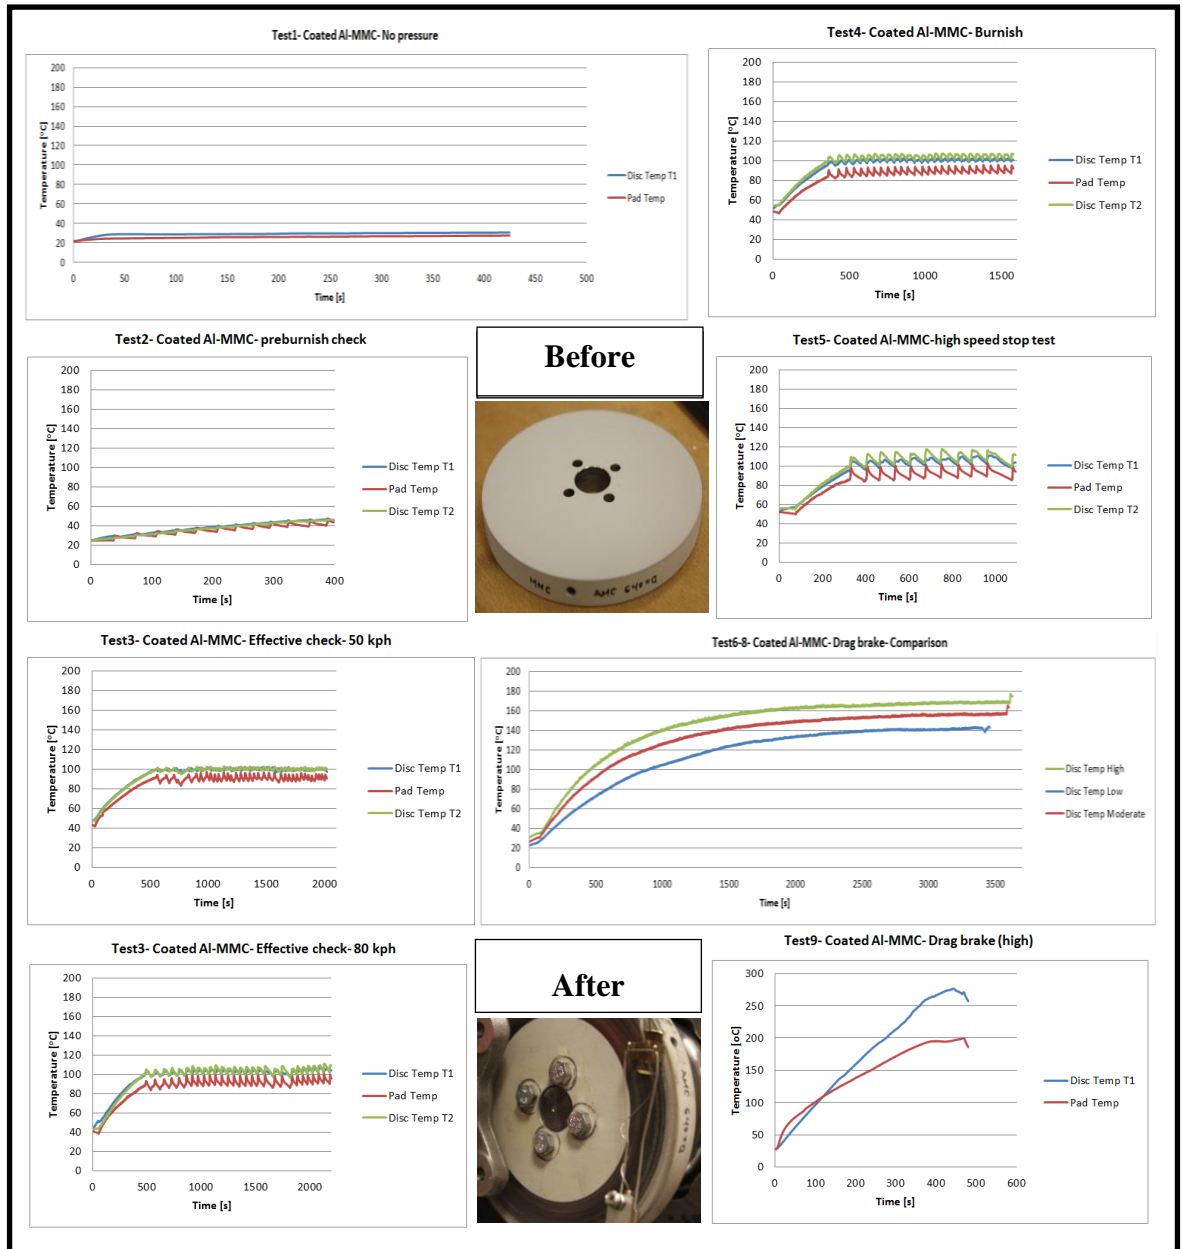 Test1- Coated Al-MMC- No pressure
Temperature [°C]
200
180
160
140
120
100
80
60
40
20
0
0 50 100 150 200 250 300 350 400 450 500
Time [s]
Disc Temp T1
Pad Temp
Test4- Coated Al-MMC- Burnish
Temperature [°C]
200
180
160
140
120
100
80
60
40
20
0
0 500 1000 1500
Time [s]
Disc Temp T1
Pad Temp
Disc Temp T2
Test2- Coated Al-MMC- preburnish check
Temperature [°C]
200
180
160
140
120
100
80
60
40
20
0
0 100 200 300 400
Time [s]
Disc Temp T1
Pad Temp
Disc Temp T2
Before
MMC AMC 640XA
Test5- Coated Al-MMC-high speed stop test
Temperature [°C]
200
180
160
140
120
100
80
60
40
20
0
0 200 400 600 800 1000
Time [s]
Disc Temp T1
Pad Temp
Disc Temp T2
Test3- Coated Al-MMC- Effective check- 50 kph
Temperature [°C]
200
180
160
140
120
100
80
60
40
20
0
0 500 1000 1500 2000
Time [s]
Disc Temp T1
Pad Temp
Disc Temp T2
Test6-8- Coated Al-MMC- Drag brake- Comparison
Temperature [°C]
200
180
160
140
120
100
80
60
40
20
0
0 500 1000 1500 2000 2500 3000 3500
Time [s]
Disc Temp High
Disc Temp Low
Disc Temp Moderate
Test3- Coated Al-MMC- Effective check- 80 kph
Temperature [°C]
200
180
160
140
120
100
80
60
40
20
0
0 500 1000 1500 2000
Time [s]
Disc Temp T1
Pad Temp
Disc Temp T2
After
Test9- Coated Al-MMC- Drag brake (high)
Temperature [oC]
300
250
200
150
100
50
0
0 100 200 300 400 500 600
Time [s]
Disc Temp T1
Pad Temp